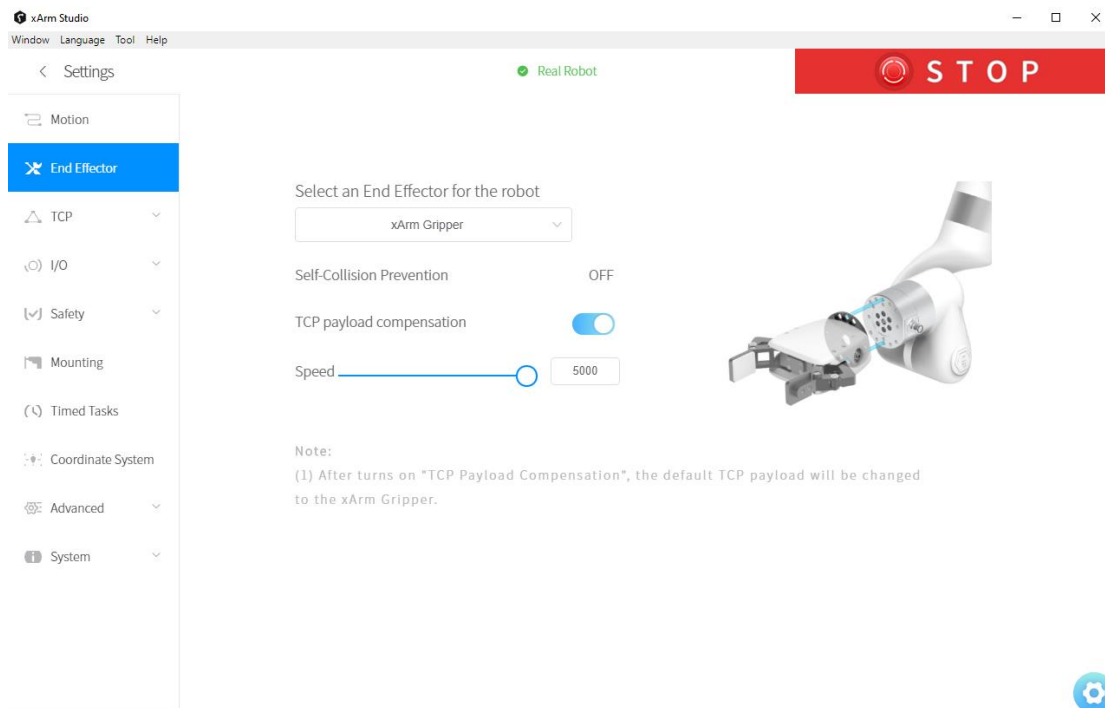 xArm Studio
Window Language Tool Help
Settings
Real Robot
STOP
Motion
End Effector
TCP
I/O
Safety
Mounting
Timed Tasks
Coordinate System
Advanced
System
Select an End Effector for the robot
xArm Gripper
Self-Collision Prevention OFF
TCP payload compensation
Speed 5000
Note:
(1) After turns on "TCP Payload Compensation", the default TCP payload will be changed
to the xArm Gripper.